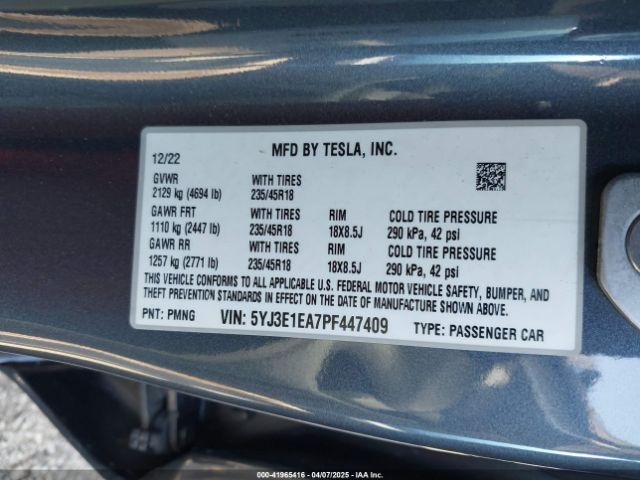 MFD BY TESLA, INC.
12/22
GVWR WITH TIRES
2129 kg (4694 lb) 235/45R18
GAWR FRT WITH TIRES RIM COLD TIRE PRESSURE
1110 kg (2447 lb) 235/45R18 18X8.5J 290 kPa, 42 psi
GAWR RR WITH TIRES RIM COLD TIRE PRESSURE
1257 kg (2771 lb) 235/45R18 18X8.5J 290 kPa, 42 psi
THIS VEHICLE CONFORMS TO ALL APPLICABLE U.S. FEDERAL MOTOR VEHICLE SAFETY, BUMPER, AND
THEFT PREVENTION STANDARDS IN EFFECT ON THE DATE OF MANUFACTURE SHOWN ABOVE.
PNT: PMNG VIN: 5YJ3E1EA7PF447409 TYPE: PASSENGER CAR
© 41965416 - 04/07/2025 - IAA Inc.